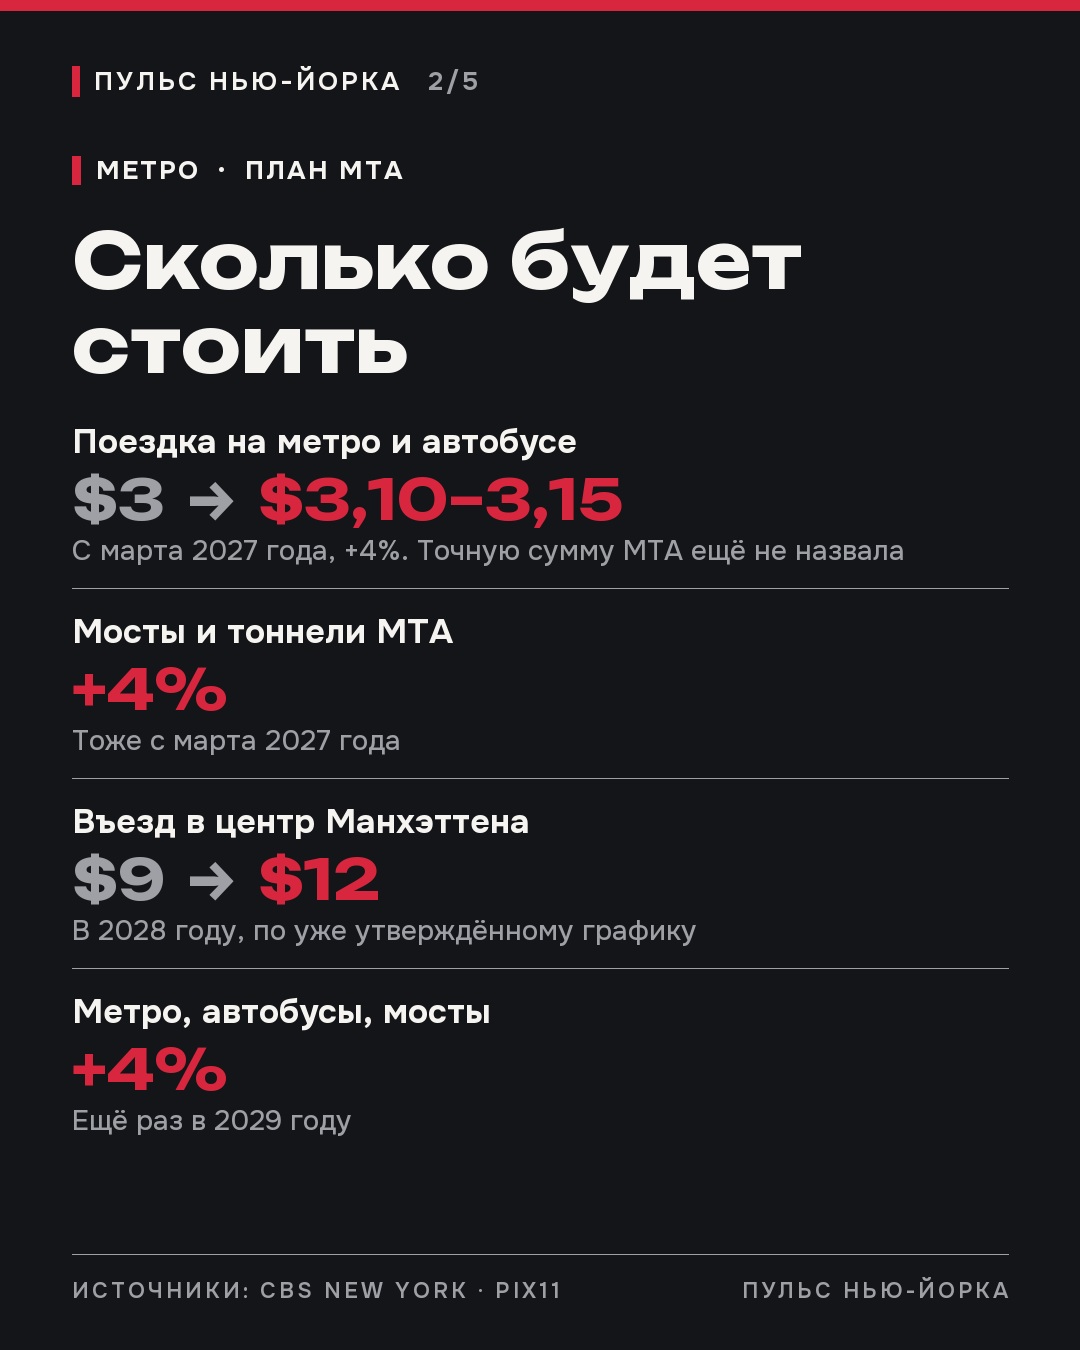 ПУЛЬС НЬЮ-ЙОРКА 2/5
МЕТРО · ПЛАН MTA
Сколько будет
стоить
Поездка на метро и автобусе
$3 → $3,10–3,15
С марта 2027 года, +4%. Точную сумму MTA ещё не назвала
Мосты и тоннели MTA
+4%
Тоже с марта 2027 года
Въезд в центр Манхэттена
$9 → $12
В 2028 году, по уже утверждённому графику
Метро, автобусы, мосты
+4%
Ещё раз в 2029 году
ИСТОЧНИКИ: CBS NEW YORK · PIX11
ПУЛЬС НЬЮ-ЙОРКА